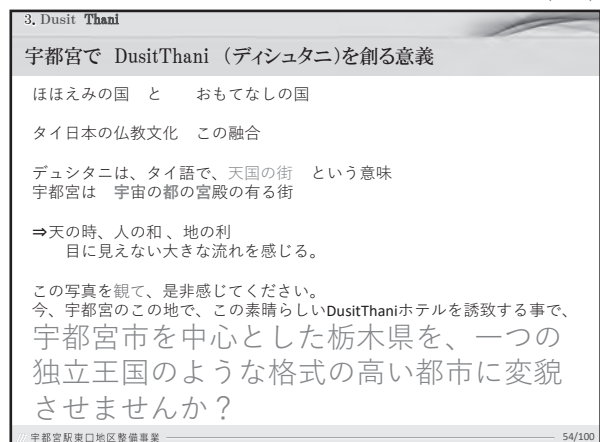 3. Dusit Thani
宇都宮で DusitThani （ディシュタニ）を創る意義
ほほえみの国　と　　おもてなしの国
タイ日本の仏教文化　この融合
デュシタニは、タイ語で、天国の街　という意味
宇都宮は　宇宙の都の宮殿の有る街
⇒天の時、人の和 、地の利
目に見えない大きな流れを感じる。
この写真を観て、是非感じてください。
今、宇都宮のこの地で、この素晴らしいDusitThaniホテルを誘致する事で、
宇都宮市を中心とした栃木県を、一つの
独立王国のような格式の高い都市に変貌
させませんか？
宇都宮駅東口地区整備事業
54/100